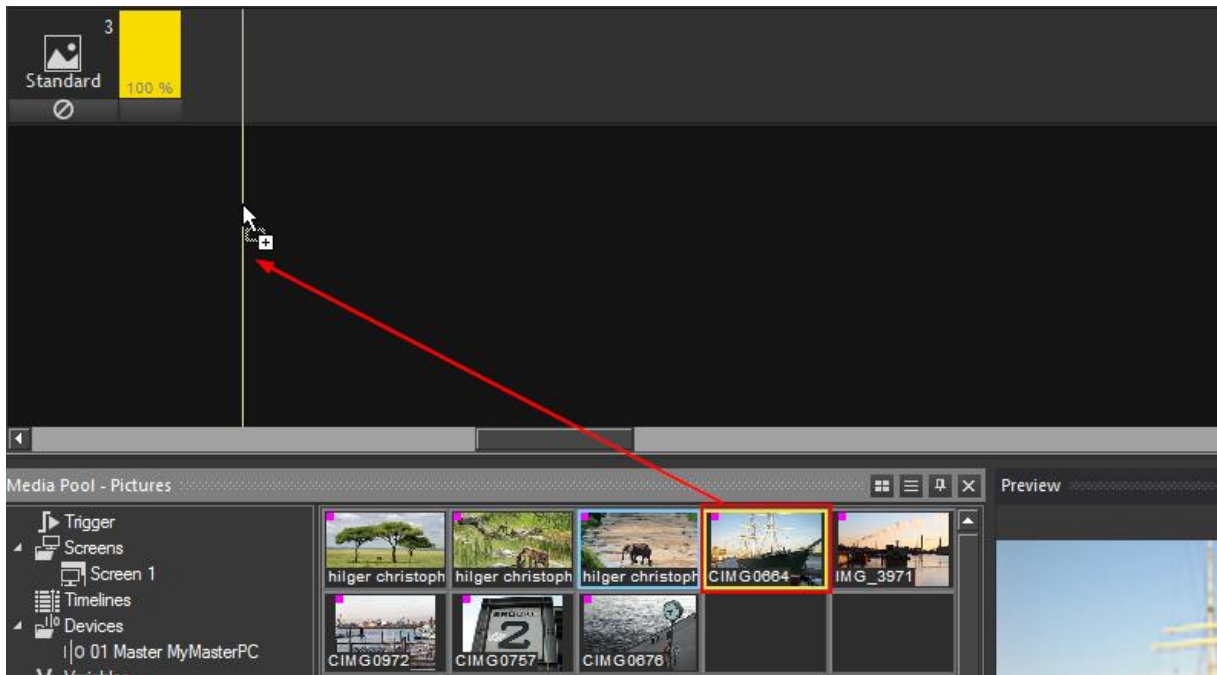 3
Standard
100 %
Media Pool - Pictures
Preview
Trigger
Screens
Screen 1
Timelines
Devices
01 Master MyMasterPC
hilger christoph
hilger christoph
hilger christoph
CIMG0664
IMG_3971
2
CIMG0972
CIMG0757
CIMG0676